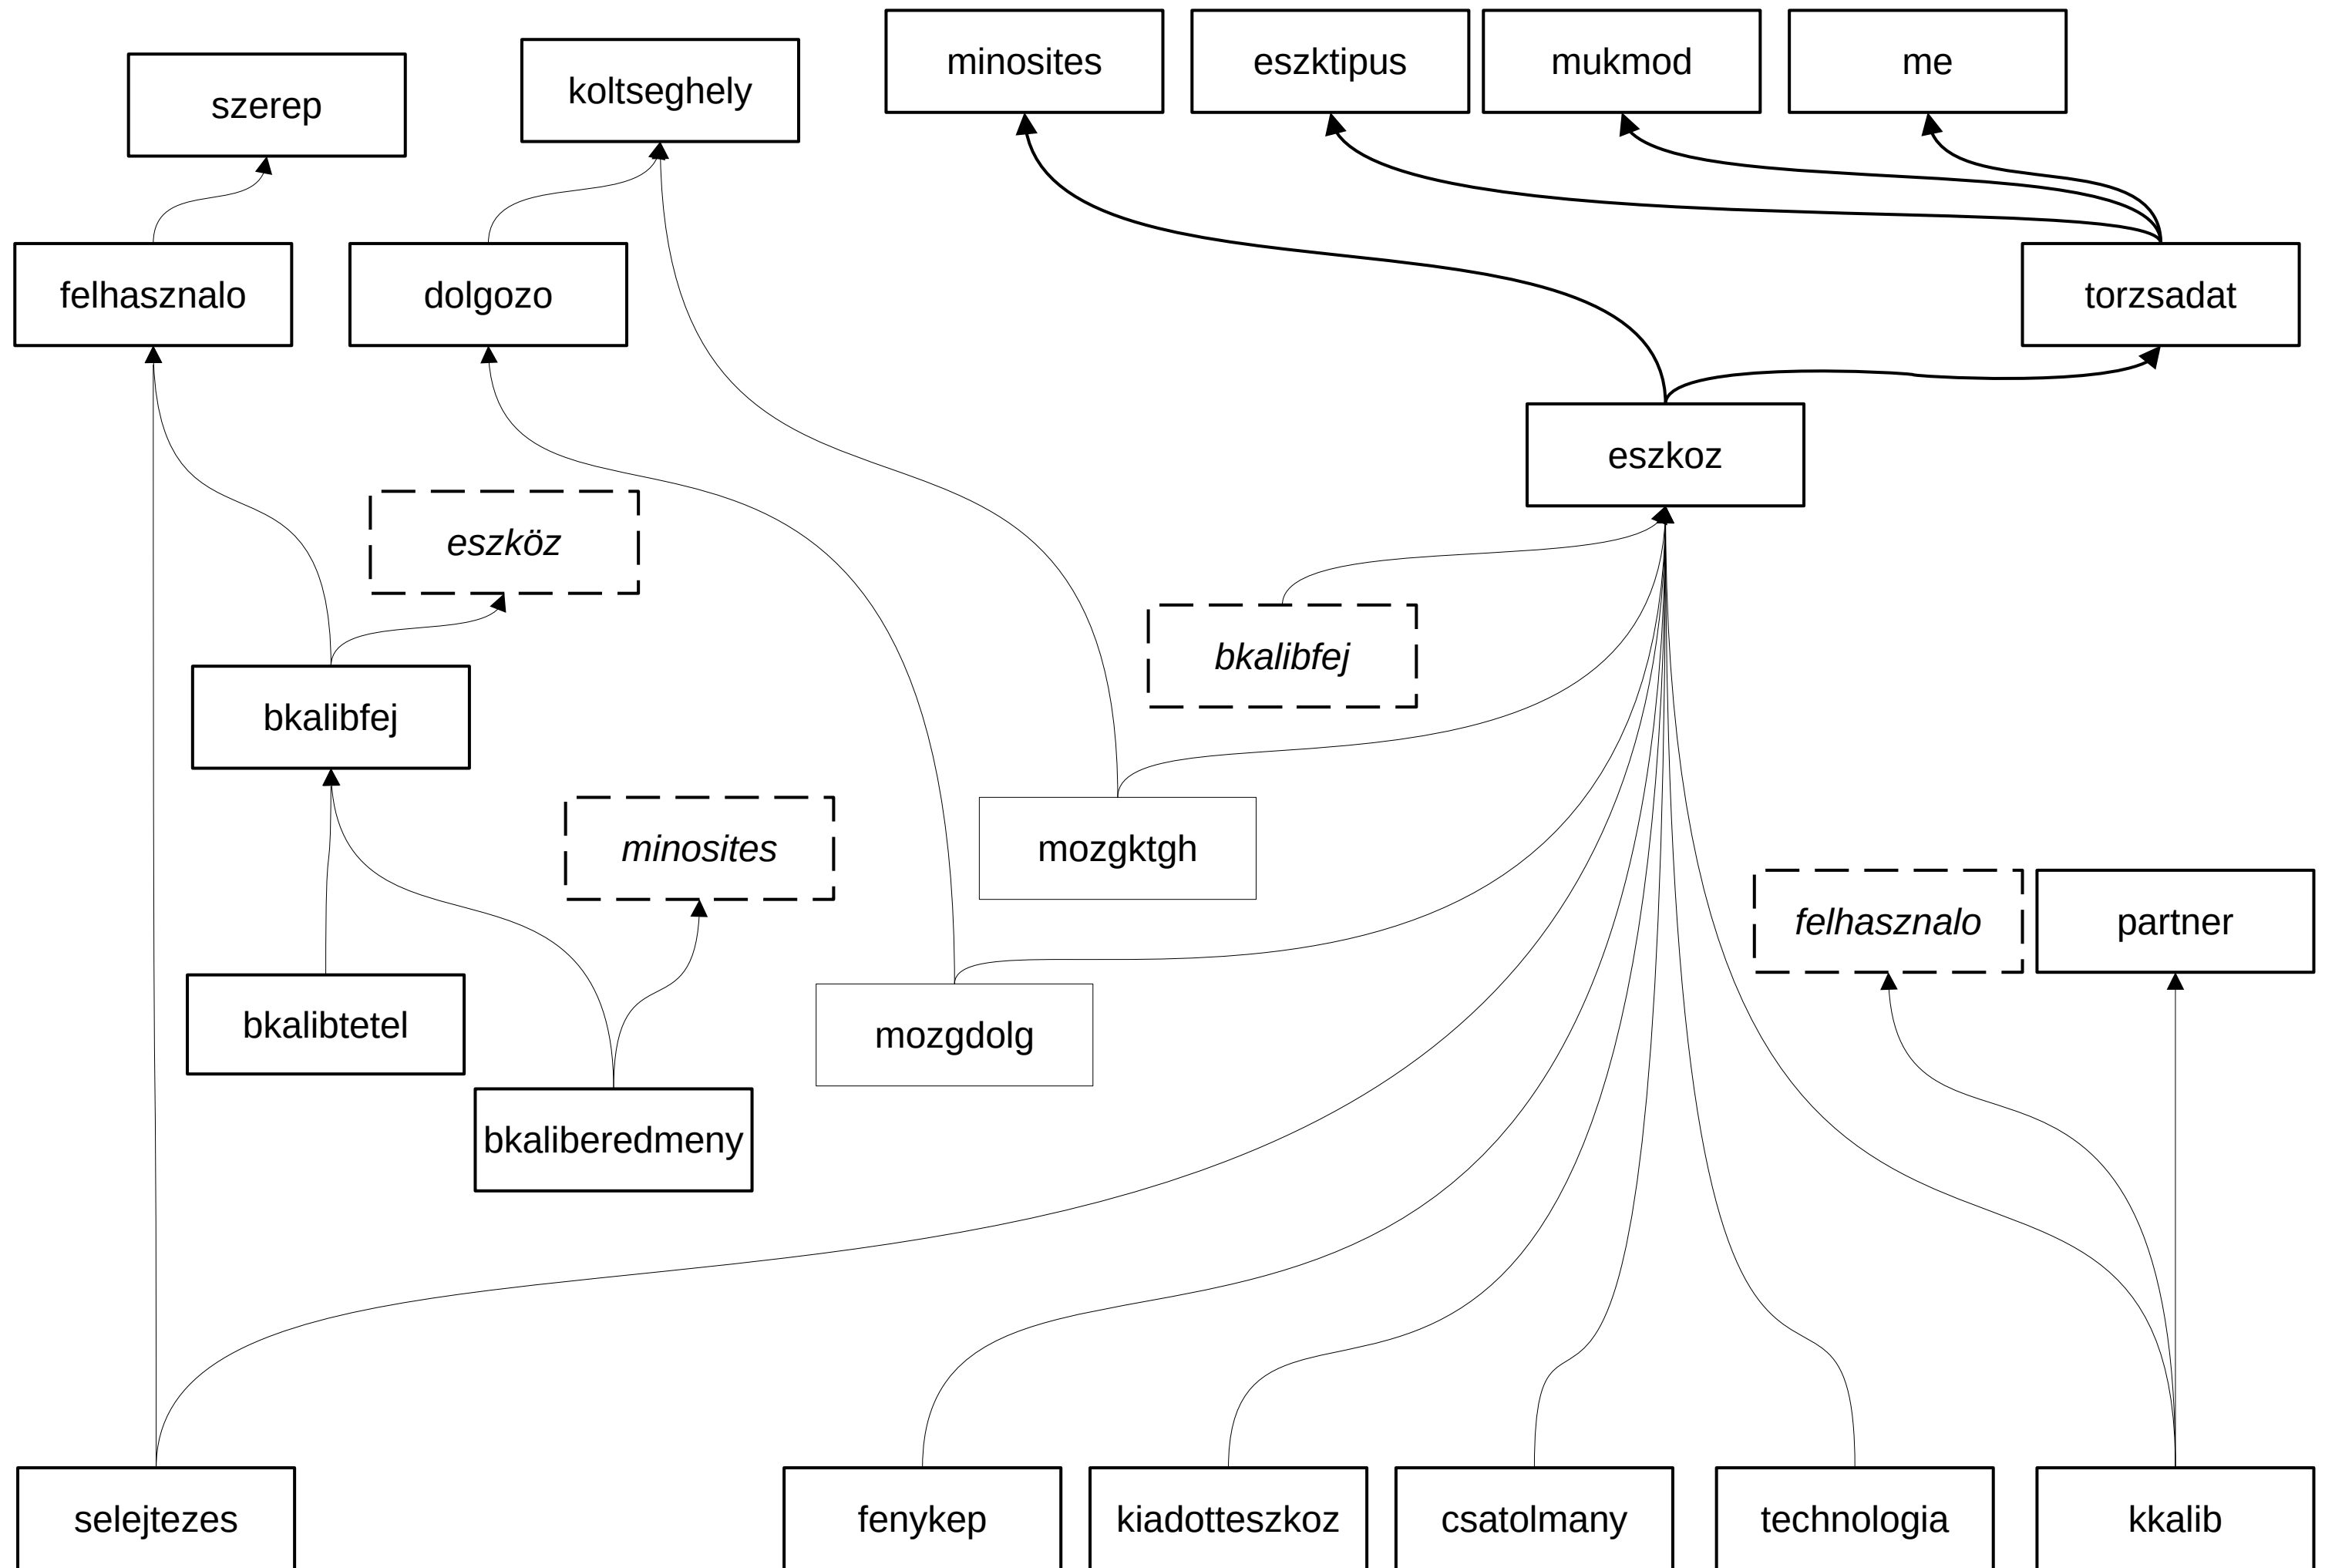 minosites
eszktipus
mukmod
me
koltseghely
szerep
felhasznalo
dolgozo
torzsadat
eszkoz
eszköz
bkalibfej
bkalibfej
minosites
mozgktgh
felhasznalo
partner
bkalibtetel
mozgdolg
bkaliberedmeny
selejtezes
fenykep
kiadotteszkoz
csatolmany
technologia
kkalib